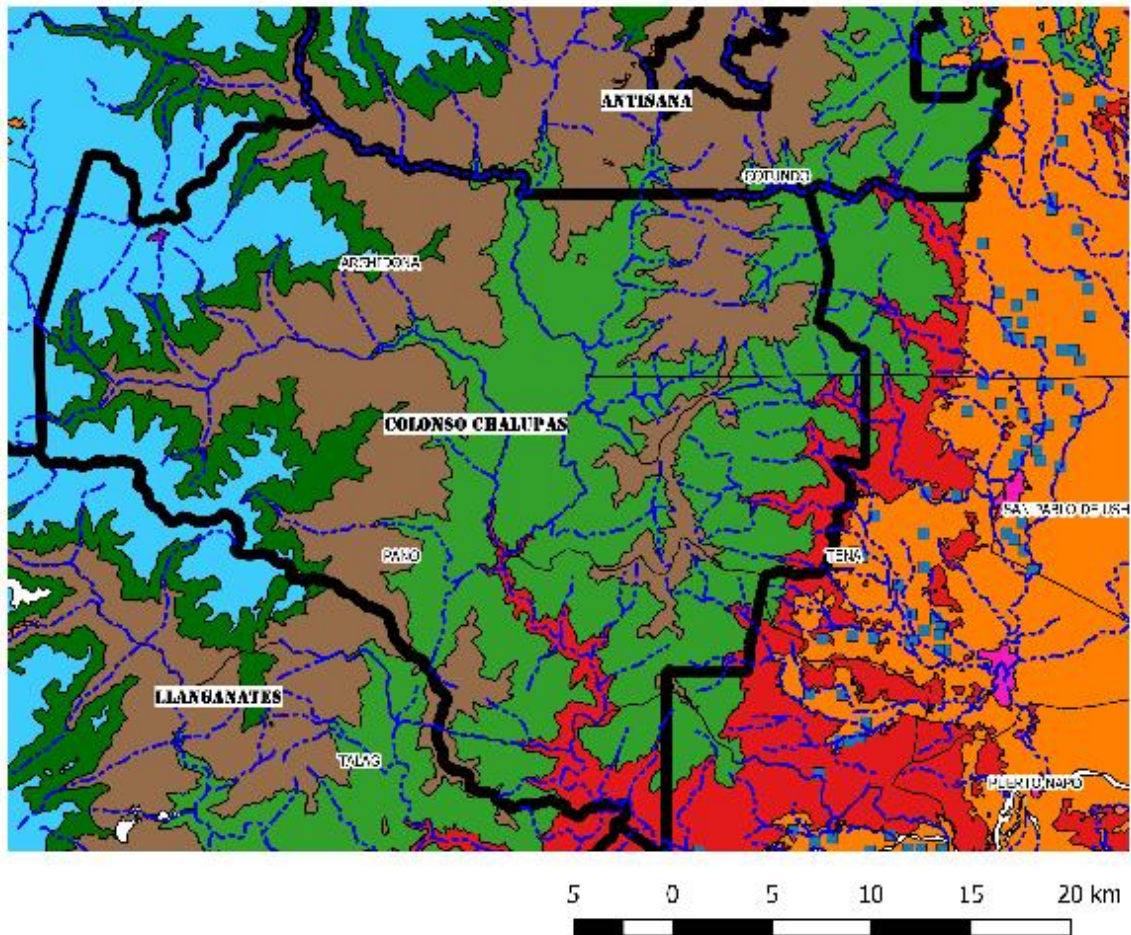 ANTISANA
COTUNDO
ARCHIDONA
COLONSO CHALUPAS
SAN PABLO DE USH
PANO
TENA
LLANGANATES
TALAG
PUERTO NAPO
5 0 5 10 15 20 km